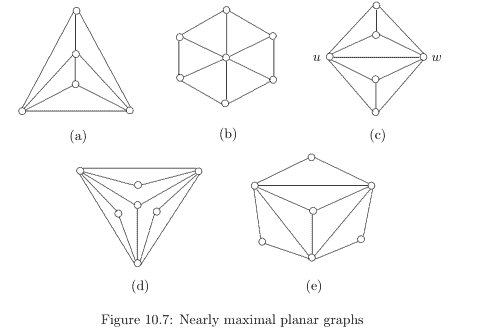 (a)
(b)
u
w
(c)
(d)
(e)
Figure 10.7: Nearly maximal planar graphs